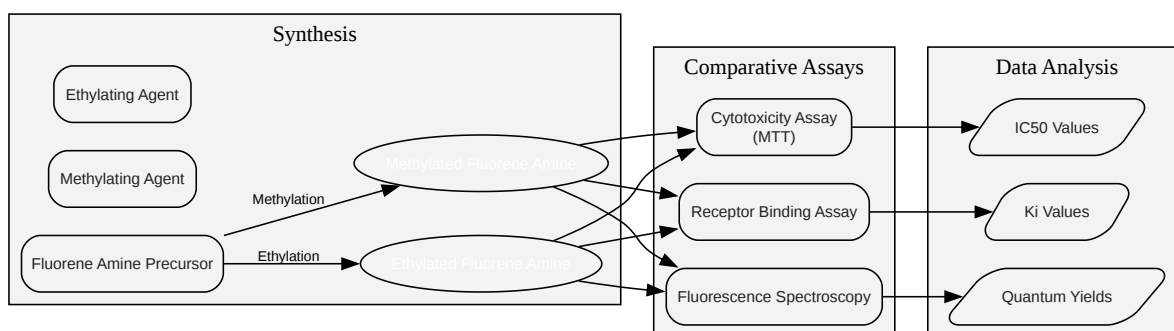 Synthesis
Ethylating Agent
Methylating Agent
Fluorene Amine Precursor
Methylation
Ethylation
Methylated Fluorene Amine
Ethylated Fluorene Amine
Comparative Assays
Cytotoxicity Assay
(MTT)
Receptor Binding Assay
Fluorescence Spectroscopy
Data Analysis
IC50 Values
Ki Values
Quantum Yields